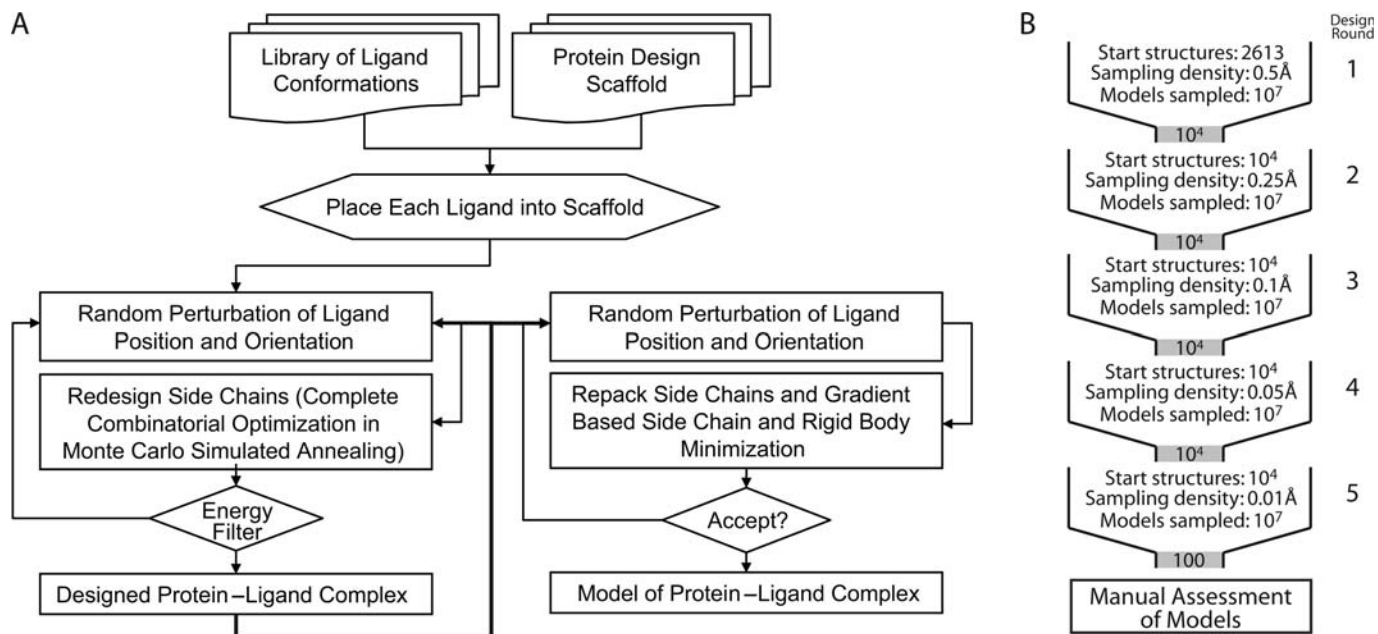 A
Library of Ligand
Conformations
Protein Design
Scaffold
Place Each Ligand into Scaffold
Random Perturbation of Ligand
Position and Orientation
Redesign Side Chains (Complete
Combinatorial Optimization in
Monte Carlo Simulated Annealing)
Energy
Filter
Designed Protein–Ligand Complex
Random Perturbation of Ligand
Position and Orientation
Repack Side Chains and Gradient
Based Side Chain and Rigid Body
Minimization
Accept?
Model of Protein–Ligand Complex
B
Design
Round
Start structures: 2613
Sampling density: 0.5Å
Models sampled: 10⁷
1
10⁴
Start structures: 10⁴
Sampling density: 0.25Å
Models sampled: 10⁷
2
10⁴
Start structures: 10⁴
Sampling density: 0.1Å
Models sampled: 10⁷
3
10⁴
Start structures: 10⁴
Sampling density: 0.05Å
Models sampled: 10⁷
4
10⁴
Start structures: 10⁴
Sampling density: 0.01Å
Models sampled: 10⁷
5
100
Manual Assessment
of Models